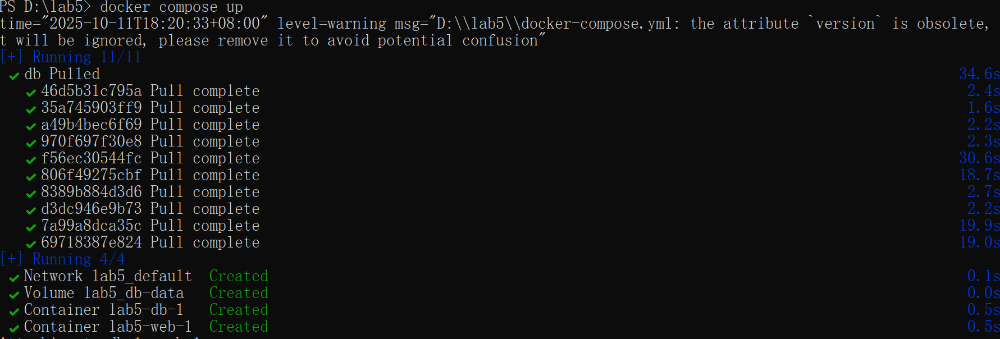 PS D:\lab5> docker compose up
time="2025-10-11T18:20:33+08:00" level=warning msg="D:\\lab5\\docker-compose.yml: the attribute `version` is obsolete,
t will be ignored, please remove it to avoid potential confusion"
[+] Running 11/11
✔ db Pulled 34.6s
✔ 46d5b31c795a Pull complete 2.4s
✔ 35a745903ff9 Pull complete 1.6s
✔ a49b4bec6f69 Pull complete 2.2s
✔ 970f697f30e8 Pull complete 2.3s
✔ f56ec30544fc Pull complete 30.6s
✔ 806f49275cbf Pull complete 18.7s
✔ 8389b884d3d6 Pull complete 2.7s
✔ d3dc946e9b73 Pull complete 2.2s
✔ 7a99a8dca35c Pull complete 19.9s
✔ 69718387e824 Pull complete 19.0s
[+] Running 4/4
✔ Network lab5_default Created 0.1s
✔ Volume lab5_db-data Created 0.0s
✔ Container lab5-db-1 Created 0.5s
✔ Container lab5-web-1 Created 0.5s